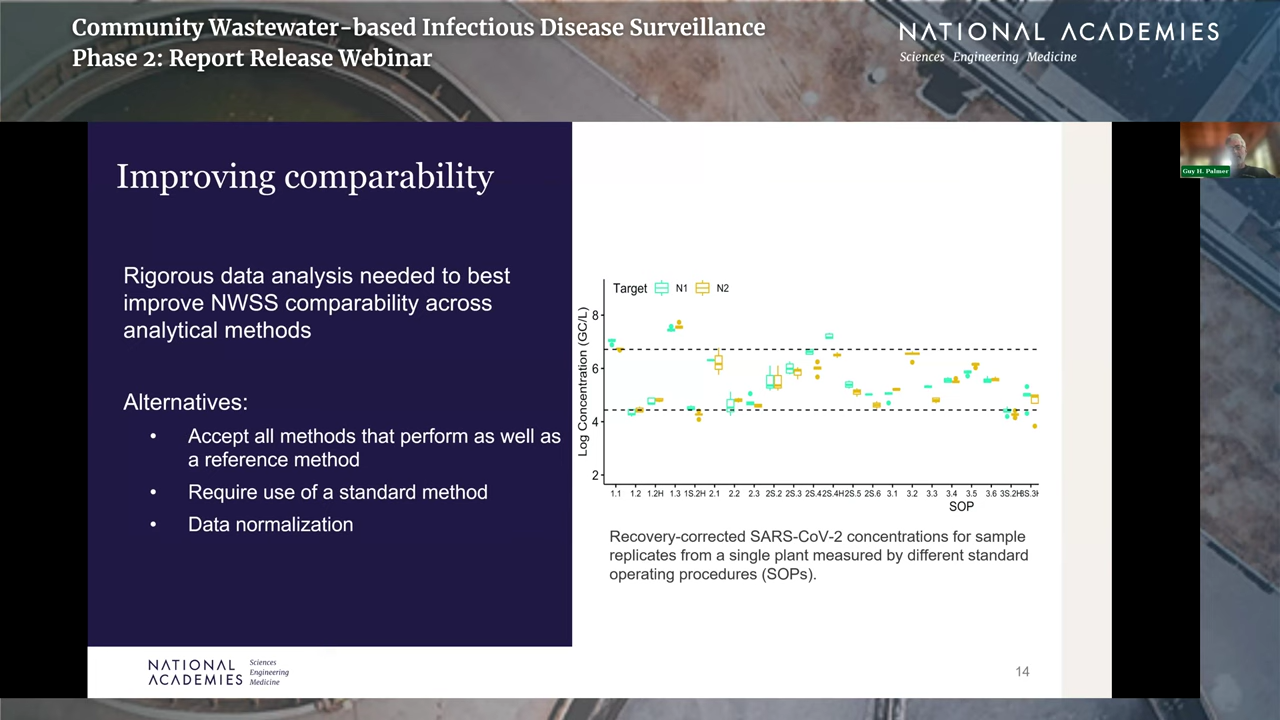 Community Wastewater-based Infectious Disease Surveillance
Phase 2: Report Release Webinar
NATIONAL ACADEMIES
Sciences Engineering Medicine
Guy H. Palmer
Improving comparability
Rigorous data analysis needed to best
improve NWSS comparability across
analytical methods
Alternatives:
• Accept all methods that perform as well as
a reference method
• Require use of a standard method
• Data normalization
Target N1 N2
Log Concentration (GC/L)
8
6
4
2
1.1 1.2 1.2H 1.3 1S.2H 2.1 2.2 2.3 2S.2 2S.3 2S.4 2S.4H 2S.5 2S.6 3.1 3.2 3.3 3.4 3.5 3.6 3S.2H 3S.3H
SOP
Recovery-corrected SARS-CoV-2 concentrations for sample
replicates from a single plant measured by different standard
operating procedures (SOPs).
NATIONAL ACADEMIES
Sciences
Engineering
Medicine
14